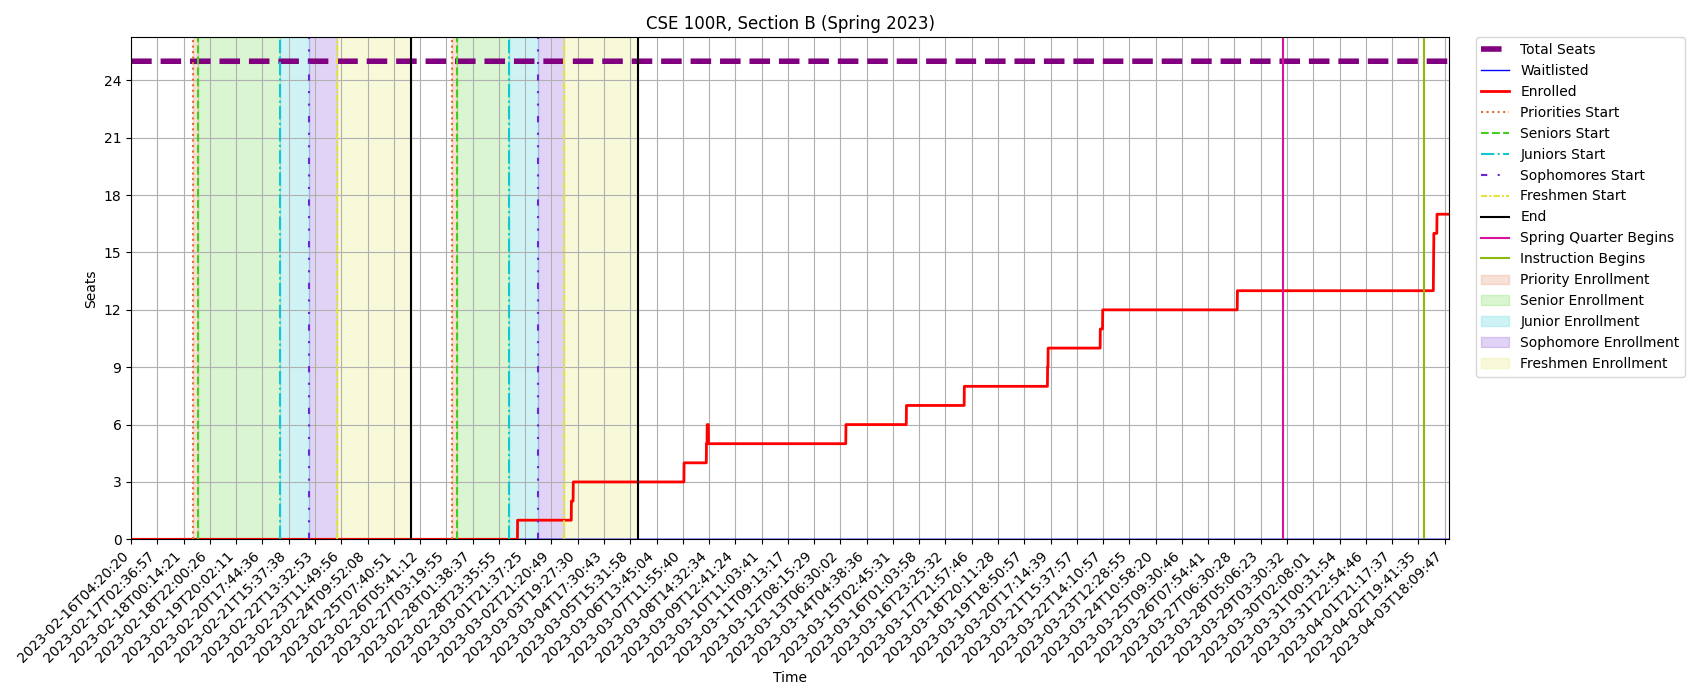 CSE 100R, Section B (Spring 2023)
Seats
24
21
18
15
12
9
6
3
0
2023-02-16T04:20:20
2023-02-17T02:36:57
2023-02-18T00:14:21
2023-02-18T22:00:26
2023-02-19T20:02:11
2023-02-20T17:44:36
2023-02-21T15:37:38
2023-02-22T13:32:53
2023-02-23T11:49:56
2023-02-24T09:52:08
2023-02-25T07:40:51
2023-02-26T05:41:12
2023-02-27T03:19:55
2023-02-28T01:38:37
2023-02-28T23:35:55
2023-03-01T21:37:25
2023-03-02T21:20:49
2023-03-03T19:27:30
2023-03-04T17:30:43
2023-03-05T15:31:58
2023-03-06T13:45:04
2023-03-07T11:55:40
2023-03-08T14:32:34
2023-03-09T12:41:24
2023-03-10T11:03:41
2023-03-11T09:13:17
2023-03-12T08:15:29
2023-03-13T06:30:02
2023-03-14T04:38:36
2023-03-15T02:45:31
2023-03-16T01:03:58
2023-03-16T23:25:32
2023-03-17T21:57:46
2023-03-18T20:11:28
2023-03-19T18:50:57
2023-03-20T17:14:39
2023-03-21T15:37:57
2023-03-22T14:10:57
2023-03-23T12:28:55
2023-03-24T10:58:20
2023-03-25T09:30:46
2023-03-26T07:54:41
2023-03-27T06:30:28
2023-03-28T05:06:23
2023-03-29T03:30:32
2023-03-30T02:08:01
2023-03-31T00:31:54
2023-03-31T22:54:46
2023-04-01T21:17:37
2023-04-02T19:41:35
2023-04-03T18:09:47
Time
Total Seats
Waitlisted
Enrolled
Priorities Start
Seniors Start
Juniors Start
Sophomores Start
Freshmen Start
End
Spring Quarter Begins
Instruction Begins
Priority Enrollment
Senior Enrollment
Junior Enrollment
Sophomore Enrollment
Freshmen Enrollment